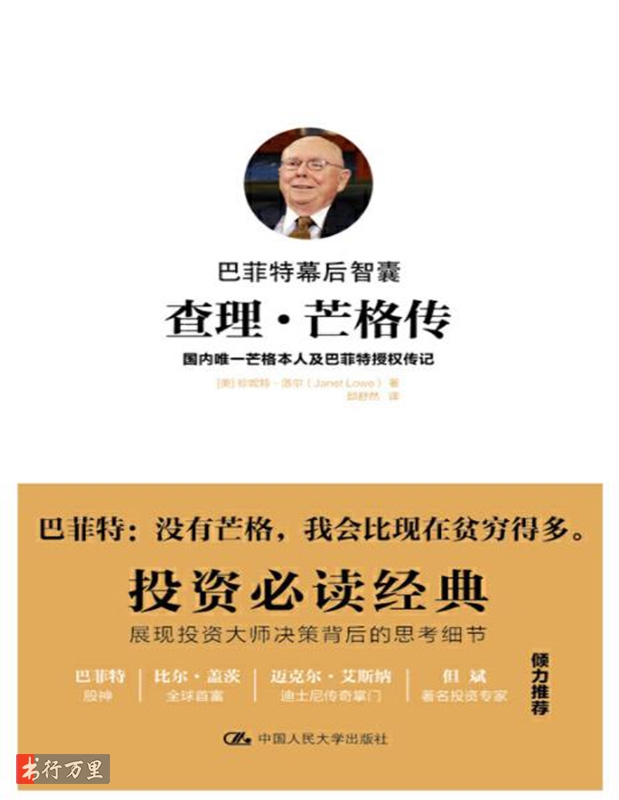 巴菲特幕后智囊
查理·芒格传
国内唯一芒格本人及巴菲特授权传记
[美] 珍妮特·洛尔（Janet Lowe）著
邱舒然 译
巴菲特：没有芒格，我会比现在贫穷得多。
投资必读经典
展现投资大师决策背后的思考细节
巴菲特
股神
比尔·盖茨
全球首富
迈克尔·艾斯纳
迪士尼传奇掌门
但 斌
著名投资专家
倾力推荐
中国人民大学出版社
书行万里